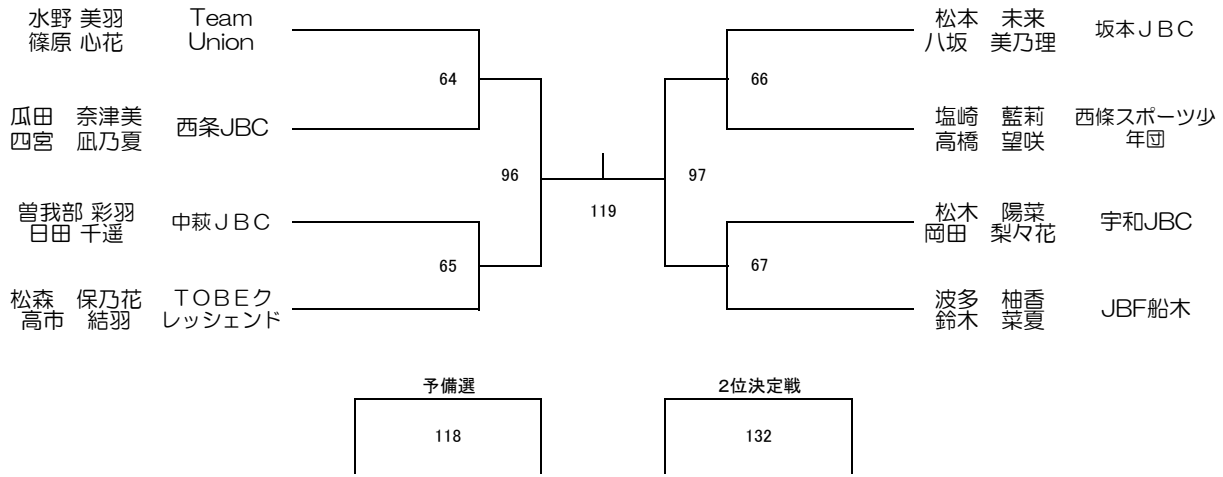 水野 美羽
篠原 心花
Team
Union
64
瓜田 奈津美
四宮 凪乃夏
西条JBC
96
曽我部 彩羽
日田 千遥
中萩JBC
65
松森 保乃花
高市 結羽
TOBEク
レッシェンド
119
松本 未来
八坂 美乃理
坂本JBC
66
塩崎 藍莉
高橋 望咲
西條スポーツ少
年団
97
松木 陽菜
岡田 梨々花
宇和JBC
67
波多 柚香
鈴木 菜夏
JBF船木
予備選
118
2位決定戦
132